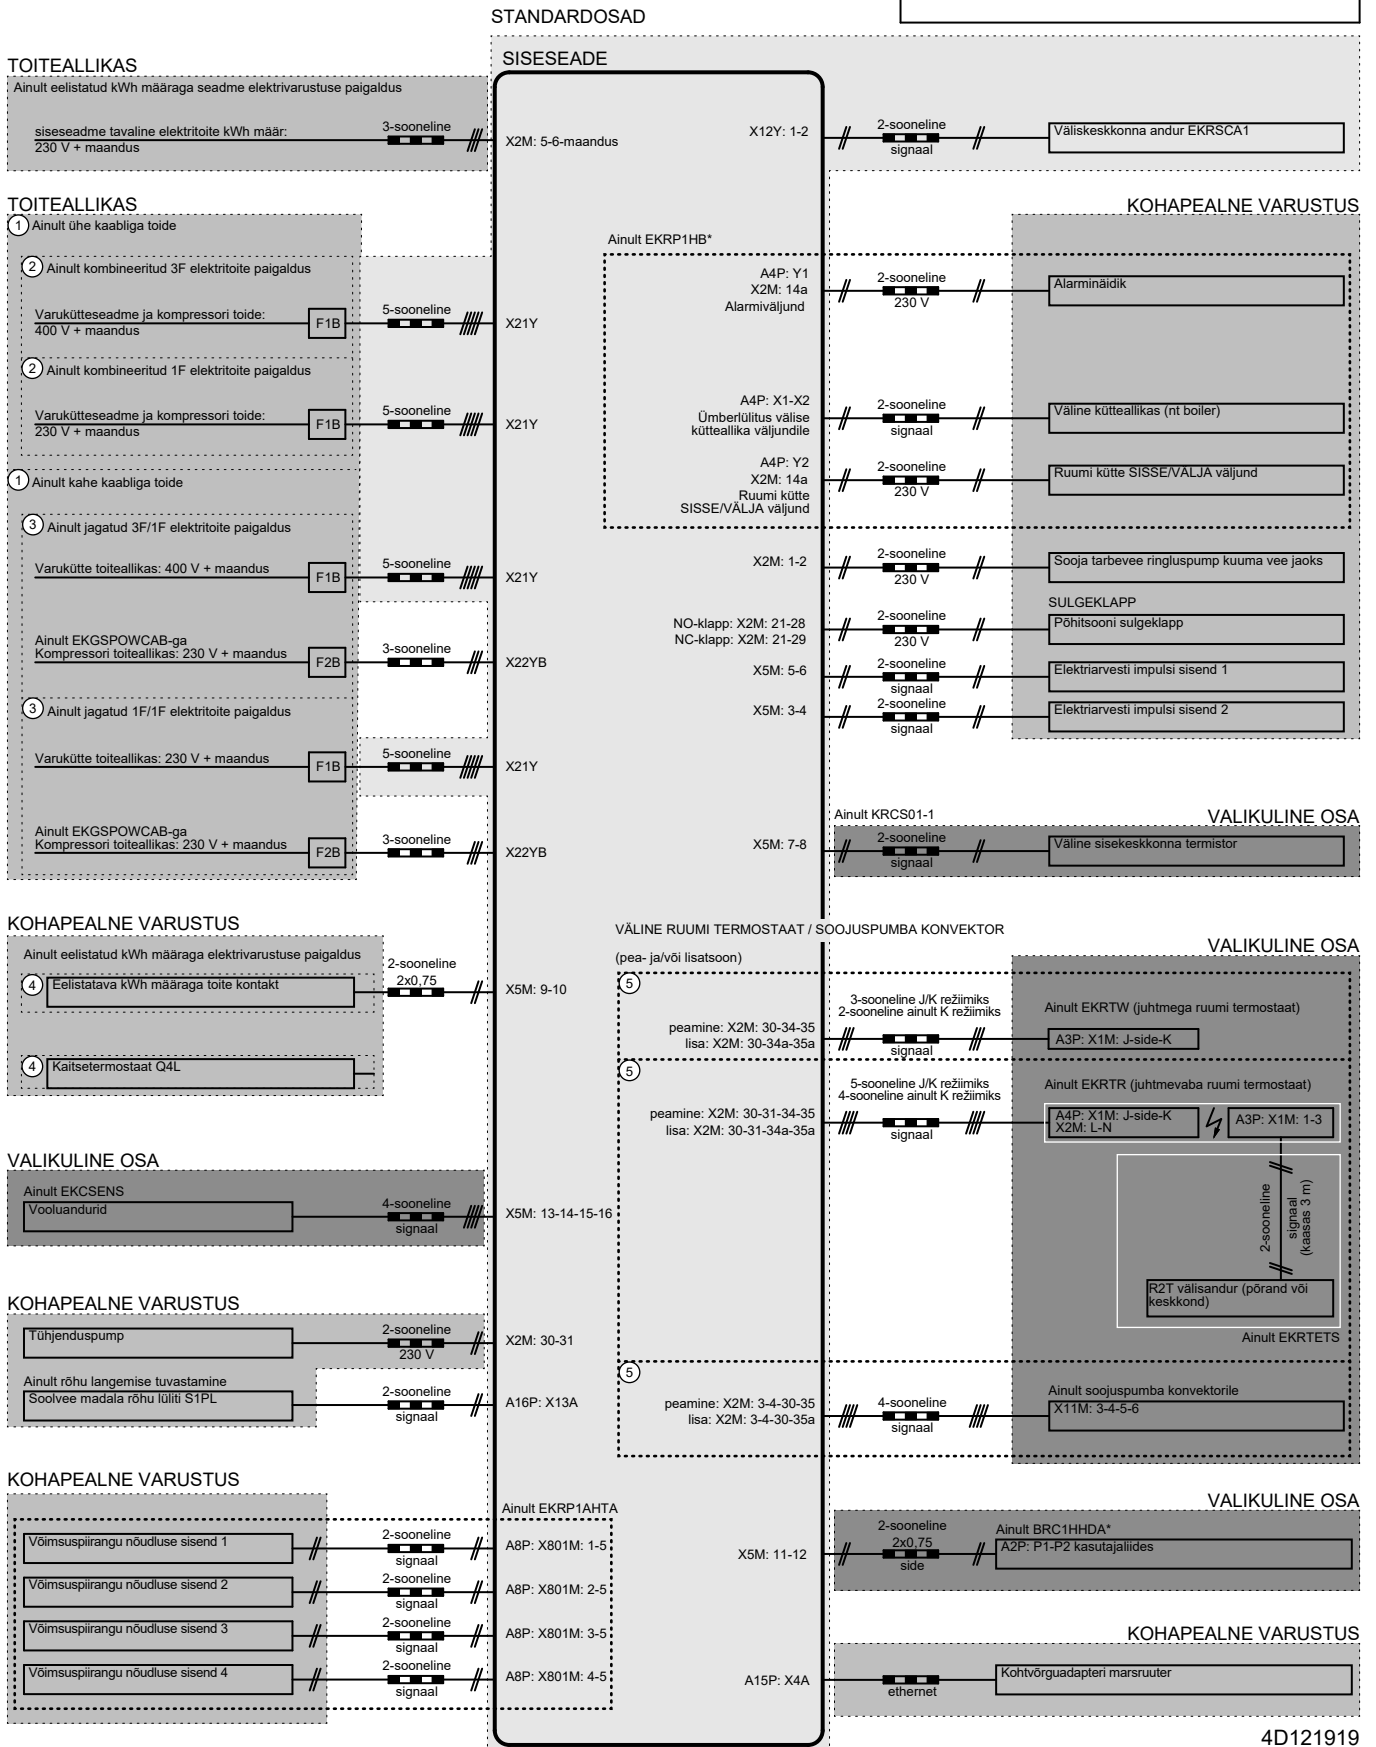 STANDARDOSAD
SISESEADE
TOITEALLIKAS
Ainult eelistatud kWh määraga seadme elektrivarustuse paigaldus
siseseadme tavaline elektritoite kWh määr:
230 V + maandus
3-sooneline
X2M: 5-6-maandus
X12Y: 1-2
2-sooneline
signaal
Väliskeskkonna andur EKRSCA1
TOITEALLIKAS
1 Ainult ühe kaabliga toide
2 Ainult kombineeritud 3F elektritoite paigaldus
Varukütteseadme ja kompressori toide:
400 V + maandus
F1B
5-sooneline
X21Y
2 Ainult kombineeritud 1F elektritoite paigaldus
Varukütteseadme ja kompressori toide:
230 V + maandus
F1B
5-sooneline
X21Y
1 Ainult kahe kaabliga toide
3 Ainult jagatud 3F/1F elektritoite paigaldus
Varukütte toiteallikas: 400 V + maandus
F1B
5-sooneline
X21Y
Ainult EKGSPOWCAB-ga
Kompressori toiteallikas: 230 V + maandus
F2B
3-sooneline
X22YB
3 Ainult jagatud 1F/1F elektritoite paigaldus
Varukütte toiteallikas: 230 V + maandus
F1B
5-sooneline
X21Y
Ainult EKGSPOWCAB-ga
Kompressori toiteallikas: 230 V + maandus
F2B
3-sooneline
X22YB
KOHAPEALNE VARUSTUS
Ainult EKRP1HB*
A4P: Y1
X2M: 14a
Alarmiväljund
2-sooneline
230 V
Alarminäidik
A4P: X1-X2
Ümberlülitus välise
kütteallika väljundile
2-sooneline
signaal
Väline kütteallikas (nt boiler)
A4P: Y2
X2M: 14a
Ruumi kütte
SISSE/VÄLJA väljund
2-sooneline
230 V
Ruumi kütte SISSE/VÄLJA väljund
X2M: 1-2
2-sooneline
230 V
Sooja tarbevee ringluspump kuuma vee jaoks
SULGEKLAPP
NO-klapp: X2M: 21-28
NC-klapp: X2M: 21-29
2-sooneline
230 V
Põhitsooni sulgeklapp
X5M: 5-6
2-sooneline
signaal
Elektriarvesti impulsi sisend 1
X5M: 3-4
2-sooneline
signaal
Elektriarvesti impulsi sisend 2
Ainult KRCS01-1
VALIKULINE OSA
X5M: 7-8
2-sooneline
signaal
Väline sisekeskkonna termistor
KOHAPEALNE VARUSTUS
Ainult eelistatud kWh määraga elektrivarustuse paigaldus
4 Eelistatava kWh määraga toite kontakt
2-sooneline
2x0,75
X5M: 9-10
4 Kaitsetermostaat Q4L
VALIKULINE OSA
Ainult EKCSENS
Vooluandurid
4-sooneline
signaal
X5M: 13-14-15-16
KOHAPEALNE VARUSTUS
Tühjenduspump
2-sooneline
230 V
X2M: 30-31
Ainult rõhu langemise tuvastamine
Soolvee madala rõhu lüliti S1PL
2-sooneline
signaal
A16P: X13A
VÄLINE RUUMI TERMOSTAAT / SOOJUSPUMBA KONVEKTOR
(pea- ja/või lisatsoon)
VALIKULINE OSA
5
peamine: X2M: 30-34-35
lisa: X2M: 30-34a-35a
3-sooneline J/K režiimiks
2-sooneline ainult K režiimiks
signaal
Ainult EKRTW (juhtmega ruumi termostaat)
A3P: X1M: J-side-K
5
peamine: X2M: 30-31-34-35
lisa: X2M: 30-31-34a-35a
5-sooneline J/K režiimiks
4-sooneline ainult K režiimiks
signaal
Ainult EKRTR (juhtmevaba ruumi termostaat)
A4P: X1M: J-side-K
X2M: L-N
A3P: X1M: 1-3
2-sooneline
signaal
(kaasas 3 m)
R2T välisandur (põrand või
keskkond)
Ainult EKRTETS
5
peamine: X2M: 3-4-30-35
lisa: X2M: 3-4-30-35a
4-sooneline
signaal
Ainult soojuspumba konvektorile
X11M: 3-4-5-6
KOHAPEALNE VARUSTUS
Ainult EKRP1AHTA
Võimsuspiirangu nõudluse sisend 1
2-sooneline
signaal
A8P: X801M: 1-5
Võimsuspiirangu nõudluse sisend 2
2-sooneline
signaal
A8P: X801M: 2-5
Võimsuspiirangu nõudluse sisend 3
2-sooneline
signaal
A8P: X801M: 3-5
Võimsuspiirangu nõudluse sisend 4
2-sooneline
signaal
A8P: X801M: 4-5
VALIKULINE OSA
X5M: 11-12
2-sooneline
2x0,75
side
Ainult BRC1HHDA*
A2P: P1-P2 kasutajaliides
KOHAPEALNE VARUSTUS
A15P: X4A
ethernet
Kohtvõrguadapteri marsruuter
4D121919